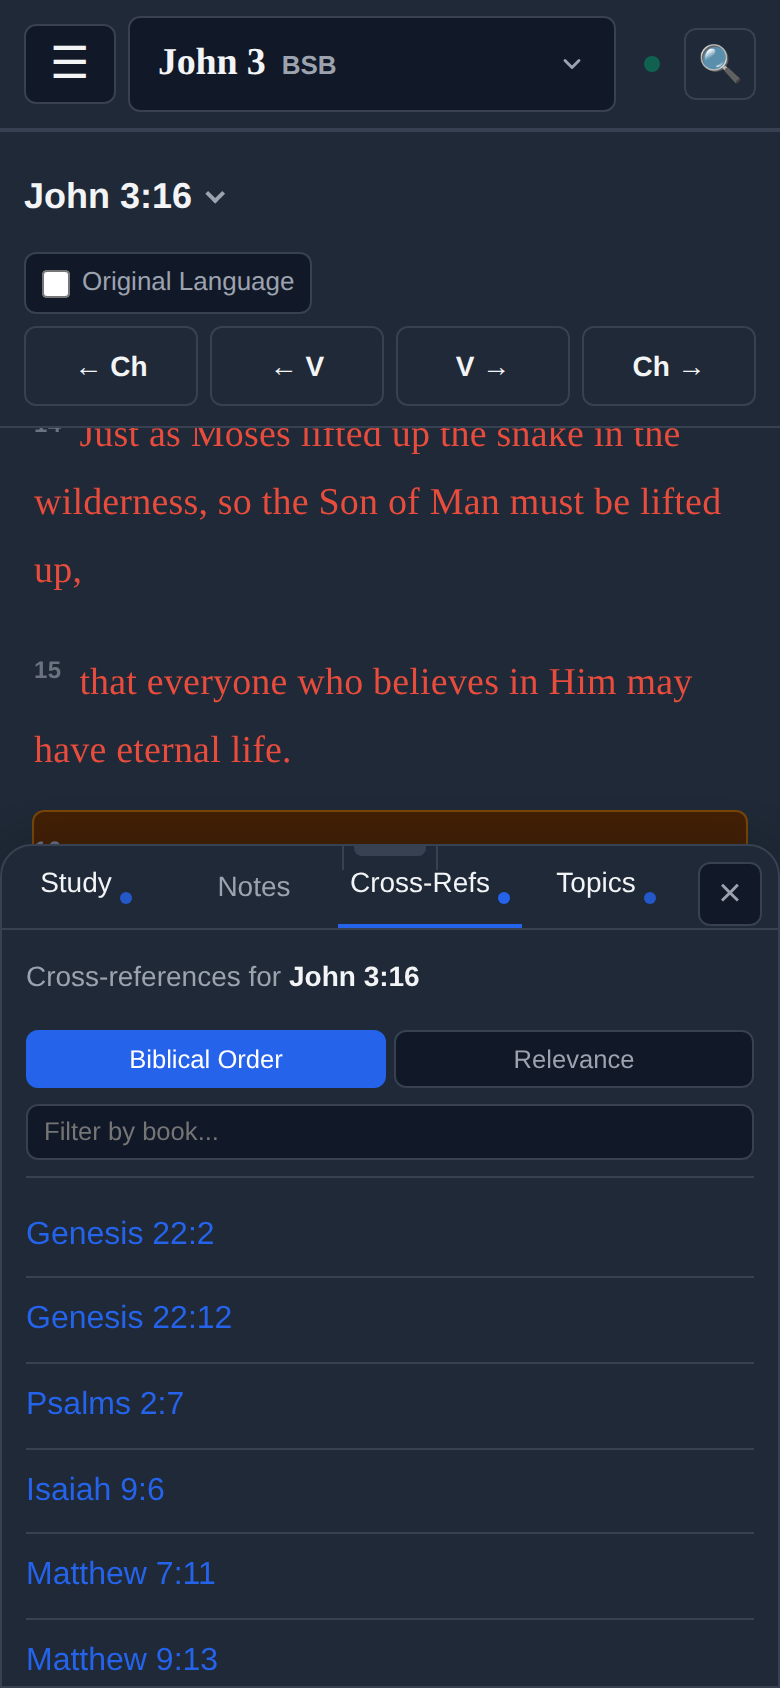 ☰ John 3 BSB
John 3:16
Original Language
← Ch ← V V → Ch →
14 Just as Moses lifted up the snake in the
wilderness, so the Son of Man must be lifted
up,
15 that everyone who believes in Him may
have eternal life.
Study Notes Cross-Refs Topics ✕
Cross-references for John 3:16
Biblical Order Relevance
Filter by book...
Genesis 22:2
Genesis 22:12
Psalms 2:7
Isaiah 9:6
Matthew 7:11
Matthew 9:13